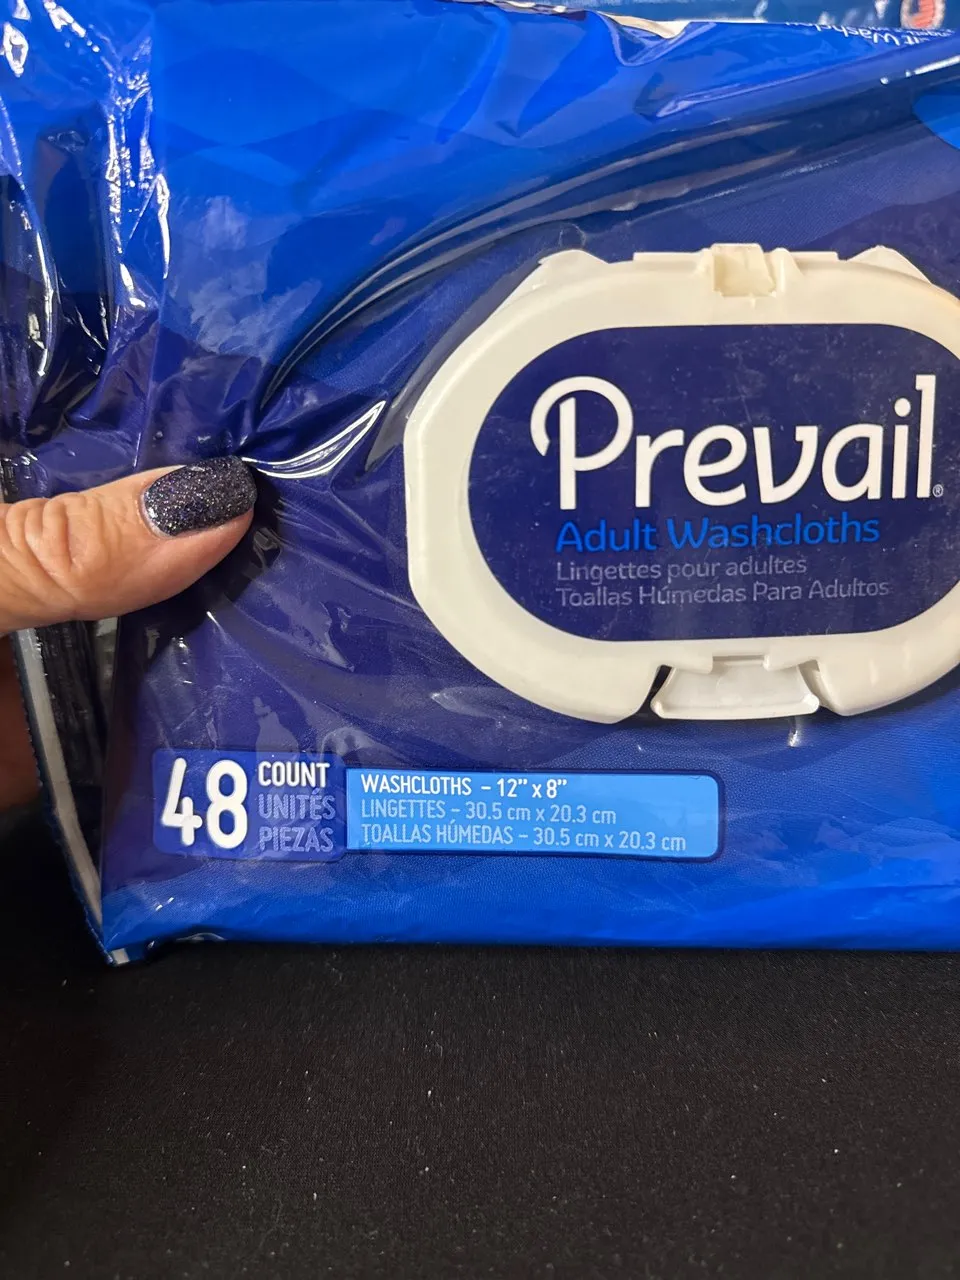 Prevail®
Adult Washcloths
Lingettes pour adultes
Toallas Húmedas Para Adultos
48 COUNT
UNITÉS
PIEZAS
WASHCLOTHS – 12” x 8”
LINGETTES – 30.5 cm x 20.3 cm
TOALLAS HÚMEDAS – 30.5 cm x 20.3 cm